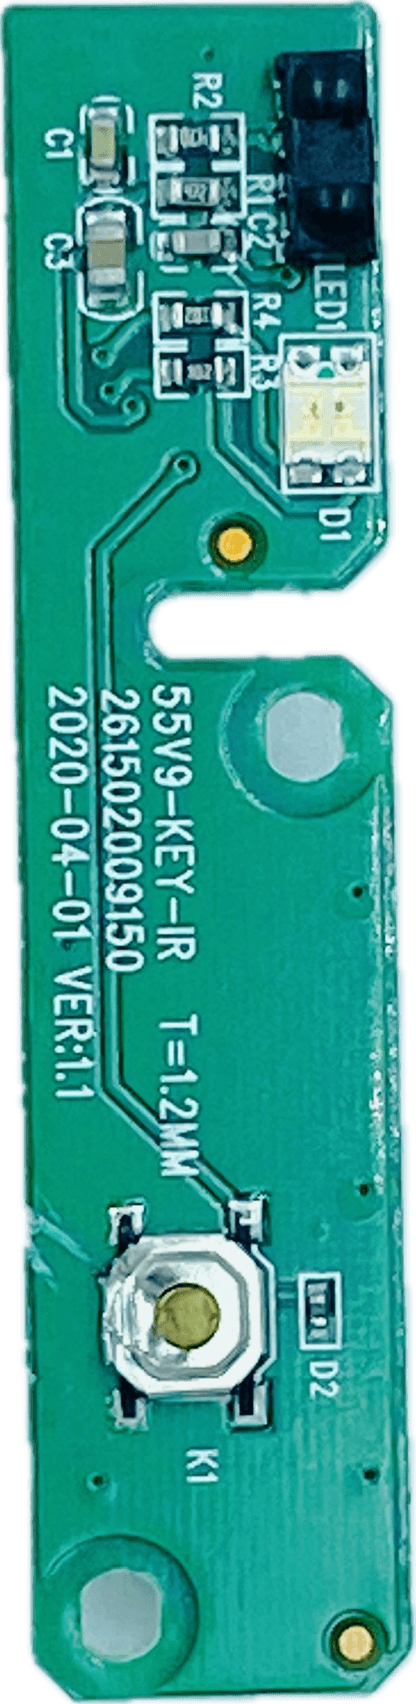 R2
C1
R1
C2
C3
LED1
R4
R3
D1
55V9-KEY-IR T=1.2MM
261502009150
2020-04-01 VER:1.1
D2
K1